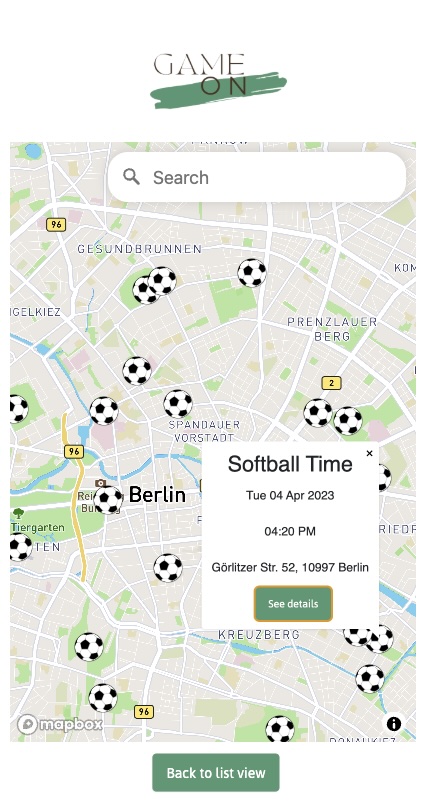 GAME
ON
Search
96
GESUNDBRUNNEN
KOM
NGELKIEZ
PRENZLAUER
BERG
2
SPANDAUER
VORSTADT
96
Berlin
Tiergarten
TEN
×
Softball Time
Tue 04 Apr 2023
04:20 PM
Görlitzer Str. 52, 10997 Berlin
See details
RIED
KREUZBERG
96
mapbox
i
Back to list view